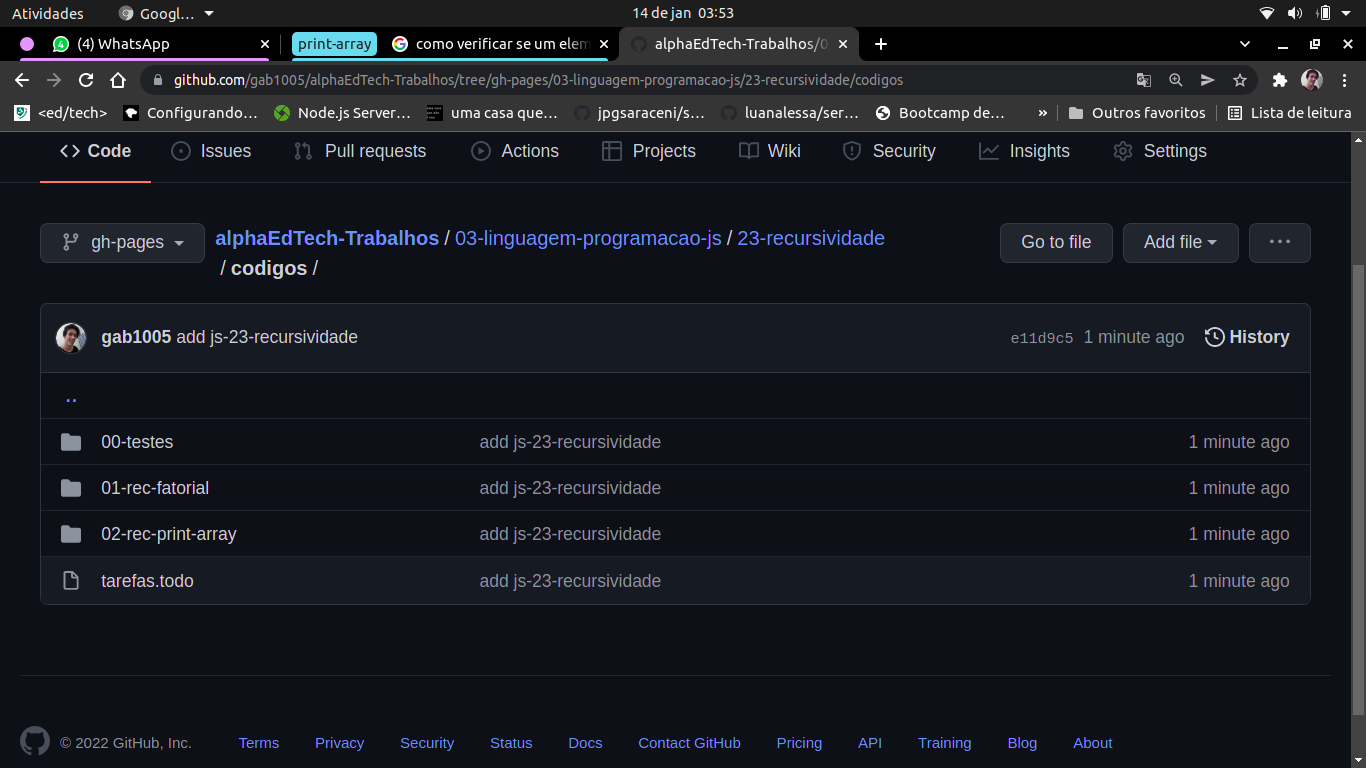 Atividades Googl... 14 de jan 03:53
(4) WhatsApp print-array como verificar se um elem alphaEdTech-Trabalhos/0
github.com/gab1005/alphaEdTech-Trabalhos/tree/gh-pages/03-linguagem-programacao-js/23-recursividade/codigos
<ed/tech> Configurando... Node.js Server... uma casa que... jpgsaraceni/s... luanalessa/ser... Bootcamp de... » Outros favoritos Lista de leitura
Code Issues Pull requests Actions Projects Wiki Security Insights Settings
gh-pages alphaEdTech-Trabalhos / 03-linguagem-programacao-js / 23-recursividade Go to file Add file ...
/ codigos /
gab1005 add js-23-recursividade e11d9c5 1 minute ago History
..
00-testes add js-23-recursividade 1 minute ago
01-rec-fatorial add js-23-recursividade 1 minute ago
02-rec-print-array add js-23-recursividade 1 minute ago
tarefas.todo add js-23-recursividade 1 minute ago
© 2022 GitHub, Inc. Terms Privacy Security Status Docs Contact GitHub Pricing API Training Blog About